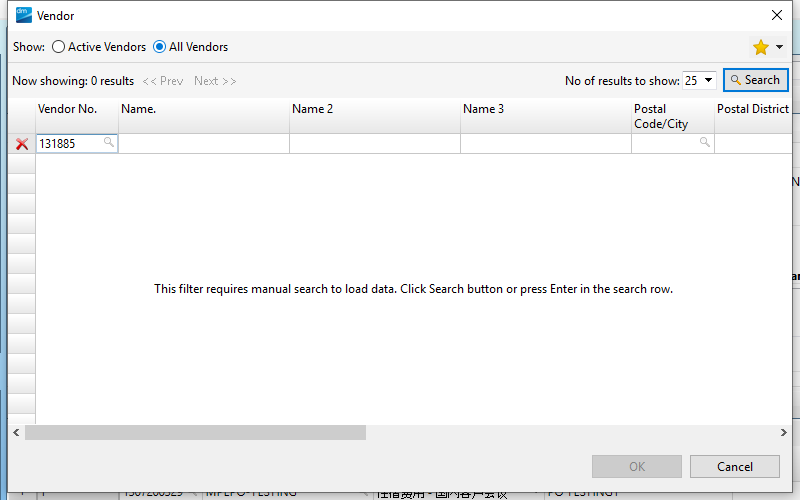 dm Vendor
Show: Active Vendors All Vendors
Now showing: 0 results << Prev Next >> No of results to show: 25 Search
Vendor No. Name. Name 2 Name 3 Postal Code/City Postal District
131885
This filter requires manual search to load data. Click Search button or press Enter in the search row.
OK Cancel